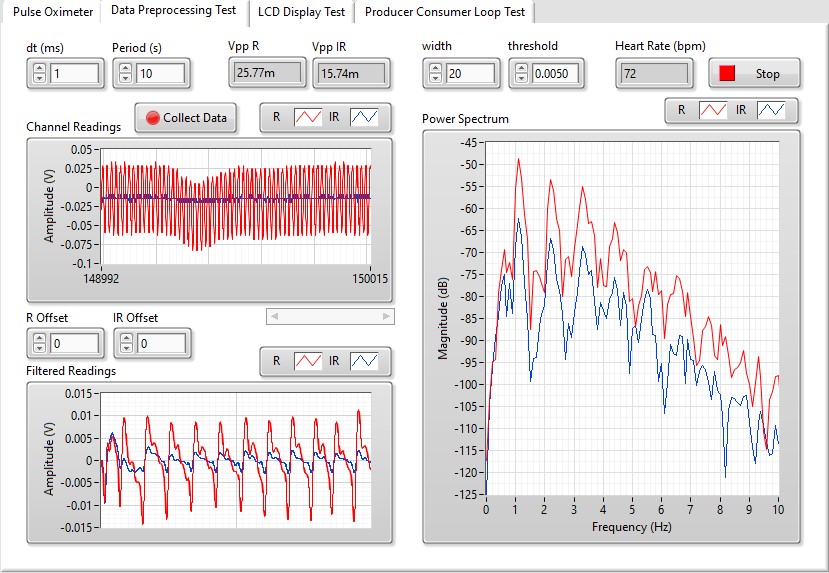 Pulse Oximeter Data Preprocessing Test LCD Display Test Producer Consumer Loop Test
dt (ms) Period (s) Vpp R Vpp IR width threshold Heart Rate (bpm)
1 10 25.77m 15.74m 20 0.0050 72 Stop
Collect Data R IR
Channel Readings
0.05
0.025
0
-0.025
-0.05
-0.075
-0.1
Amplitude (V)
148992 150015
R Offset IR Offset
0 0
R IR
Filtered Readings
0.015
0.01
0.005
0
-0.005
-0.01
-0.015
Amplitude (V)
R IR
Power Spectrum
-45
-50
-55
-60
-65
-70
-75
-80
-85
-90
-95
-100
-105
-110
-115
-120
-125
Magnitude (dB)
0 1 2 3 4 5 6 7 8 9 10
Frequency (Hz)